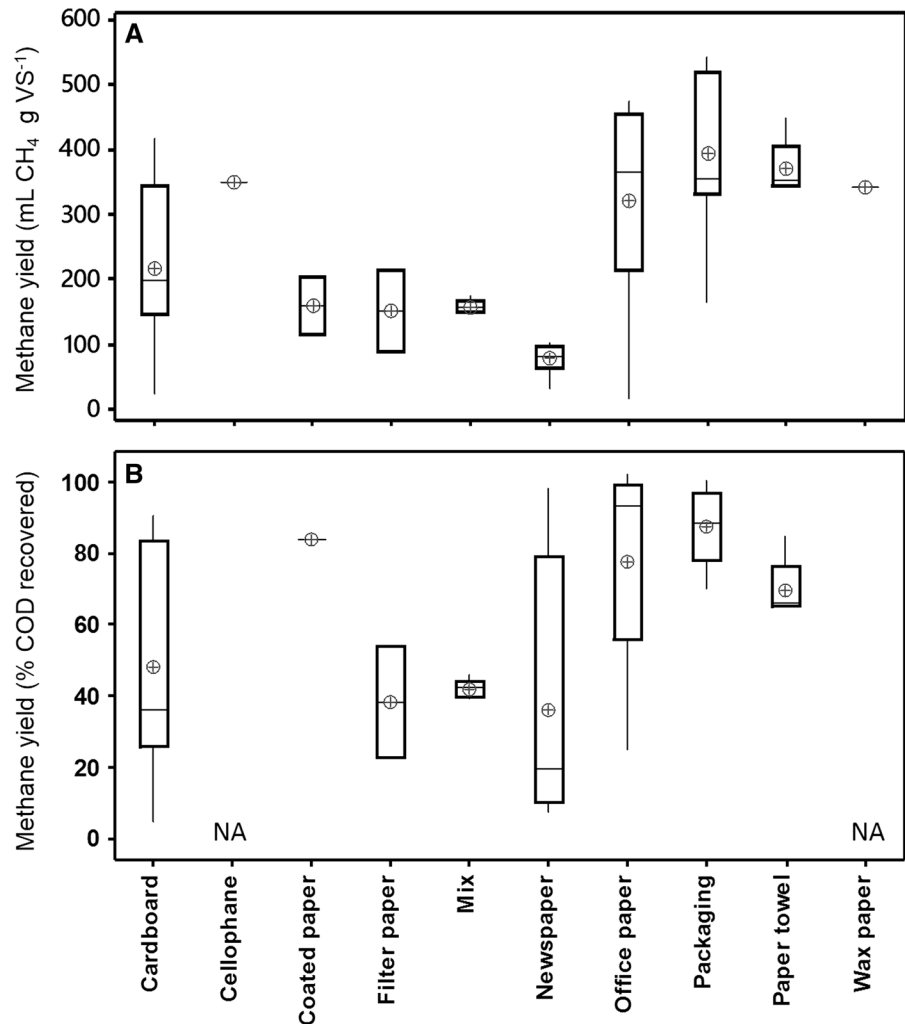 A
Methane yield (mL CH₄ g VS⁻¹)
600
500
400
300
200
100
0
B
Methane yield (% COD recovered)
100
80
60
40
20
0
NA
NA
Cardboard
Cellophane
Coated paper
Filter paper
Mix
Newspaper
Office paper
Packaging
Paper towel
Wax paper